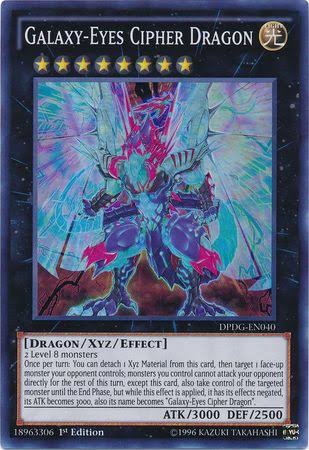 GALAXY-EYES CIPHER DRAGON
光
DPDG-EN040
[DRAGON/XYZ/EFFECT]
2 Level 8 monsters
Once per turn: You can detach 1 Xyz Material from this card, then target 1 face-up
monster your opponent controls; monsters you control cannot attack your opponent
directly for the rest of this turn, except this card, also take control of the targeted
monster until the End Phase, but while this effect is applied, it has its effects negated,
its ATK becomes 3000, also its name becomes "Galaxy-Eyes Cipher Dragon".
ATK/3000 DEF/2500
18963306 1st Edition ©1996 KAZUKI TAKAHASHI